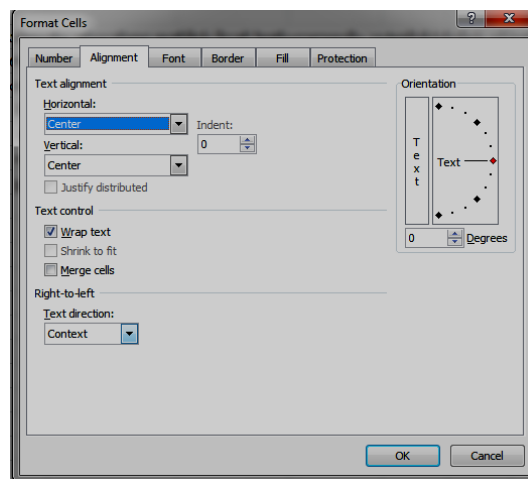 Format Cells
Number Alignment Font Border Fill Protection
Text alignment
Horizontal:
Center
Indent:
0
Vertical:
Center
Justify distributed
Text control
Wrap text
Shrink to fit
Merge cells
Right-to-left
Text direction:
Context
Orientation
Text
Text
0 Degrees
OK Cancel